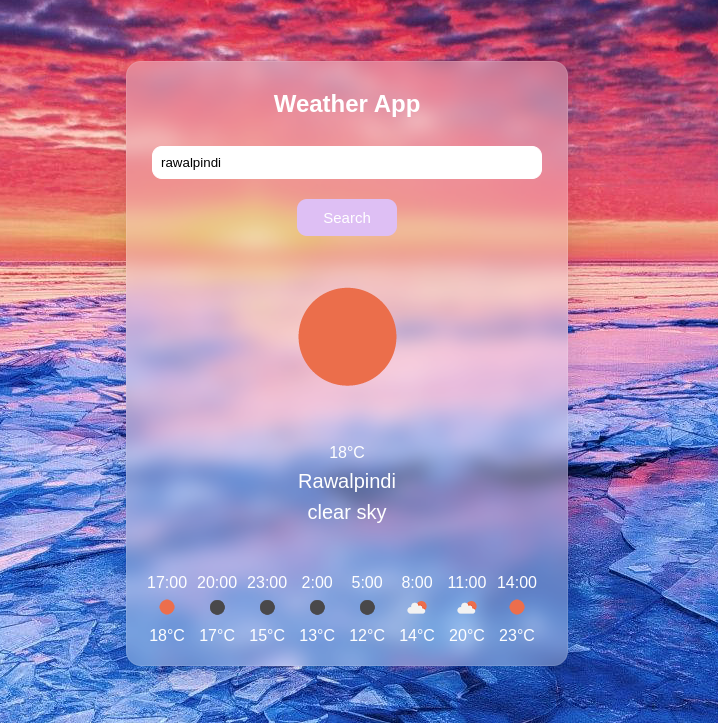 Weather App
rawalpindi
Search
18°C
Rawalpindi
clear sky
17:00 20:00 23:00 2:00 5:00 8:00 11:00 14:00
18°C 17°C 15°C 13°C 12°C 14°C 20°C 23°C